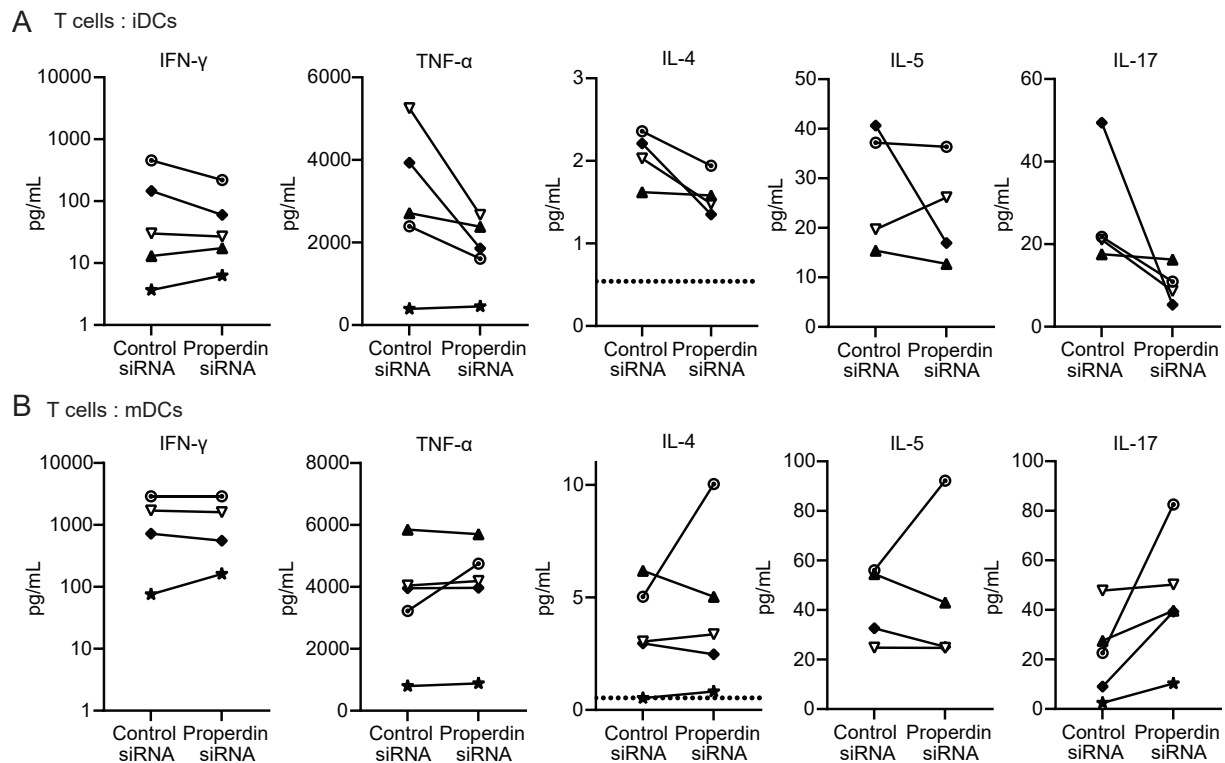 A T cells : iDCs
IFN-γ
10000
1000
100
10
1
pg/mL
Control siRNA
Properdin siRNA
TNF-α
6000
4000
2000
0
pg/mL
Control siRNA
Properdin siRNA
IL-4
3
2
1
0
pg/mL
Control siRNA
Properdin siRNA
IL-5
50
40
30
20
10
0
pg/mL
Control siRNA
Properdin siRNA
IL-17
60
40
20
0
pg/mL
Control siRNA
Properdin siRNA
B T cells : mDCs
IFN-γ
10000
1000
100
10
1
pg/mL
Control siRNA
Properdin siRNA
TNF-α
8000
6000
4000
2000
0
pg/mL
Control siRNA
Properdin siRNA
IL-4
10
5
0
pg/mL
Control siRNA
Properdin siRNA
IL-5
100
80
60
40
20
0
pg/mL
Control siRNA
Properdin siRNA
IL-17
100
80
60
40
20
0
pg/mL
Control siRNA
Properdin siRNA